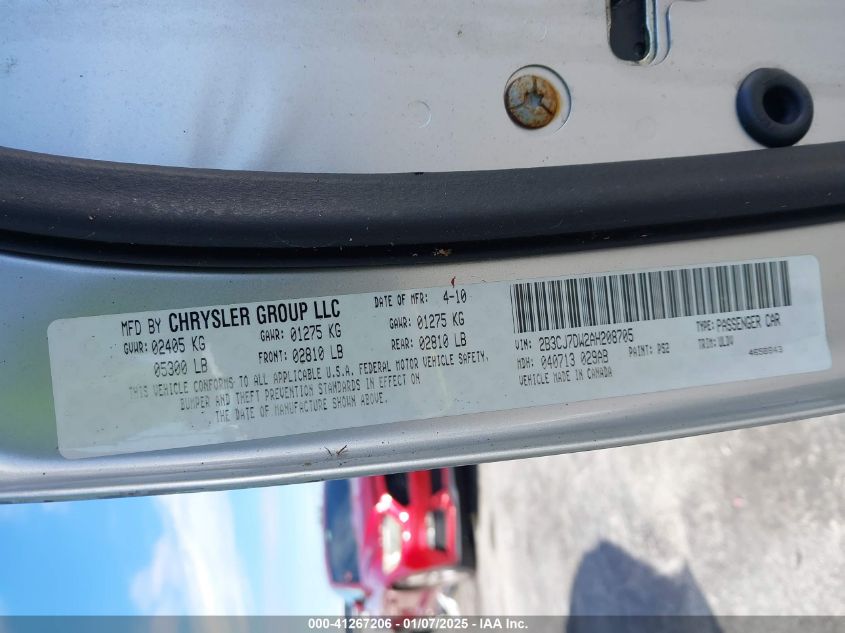 MFD BY CHRYSLER GROUP LLC DATE OF MFR: 4-10
GVWR: 02405 KG GAWR: 01275 KG GAWR: 01275 KG
05300 LB FRONT: 02810 LB REAR: 02810 LB
THIS VEHICLE CONFORMS TO ALL APPLICABLE U.S.A. FEDERAL MOTOR VEHICLE SAFETY,
BUMPER AND THEFT PREVENTION STANDARDS IN EFFECT ON
THE DATE OF MANUFACTURE SHOWN ABOVE.
VIN: 2B3CJ7DW2AH208705 TYPE: PASSENGER CAR
MDH: 040713 029AB PAINT: PS2 TRIM: ULDV
VEHICLE MADE IN CANADA 4658943
000-41267206 - 01/07/2025 - IAA Inc.